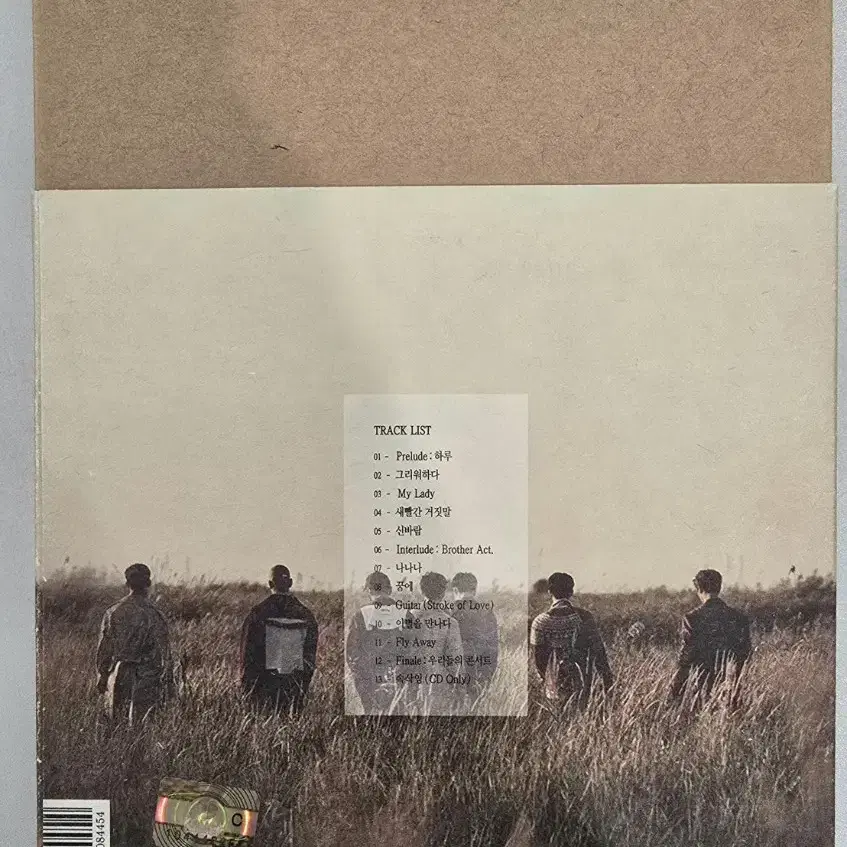 TRACK LIST
01 - Prelude : 하루
02 - 그리워하다
03 - My Lady
04 - 새빨간 거짓말
05 - 신바람
06 - Interlude : Brother Act.
07 - 나나나
08 - 꿈에
09 - Guitar (Stroke of Love)
10 - 이별을 만나다
11 - Fly Away
12 - Finale : 우리들의 콘서트
13 - 속삭임 (CD Only)
084454
C